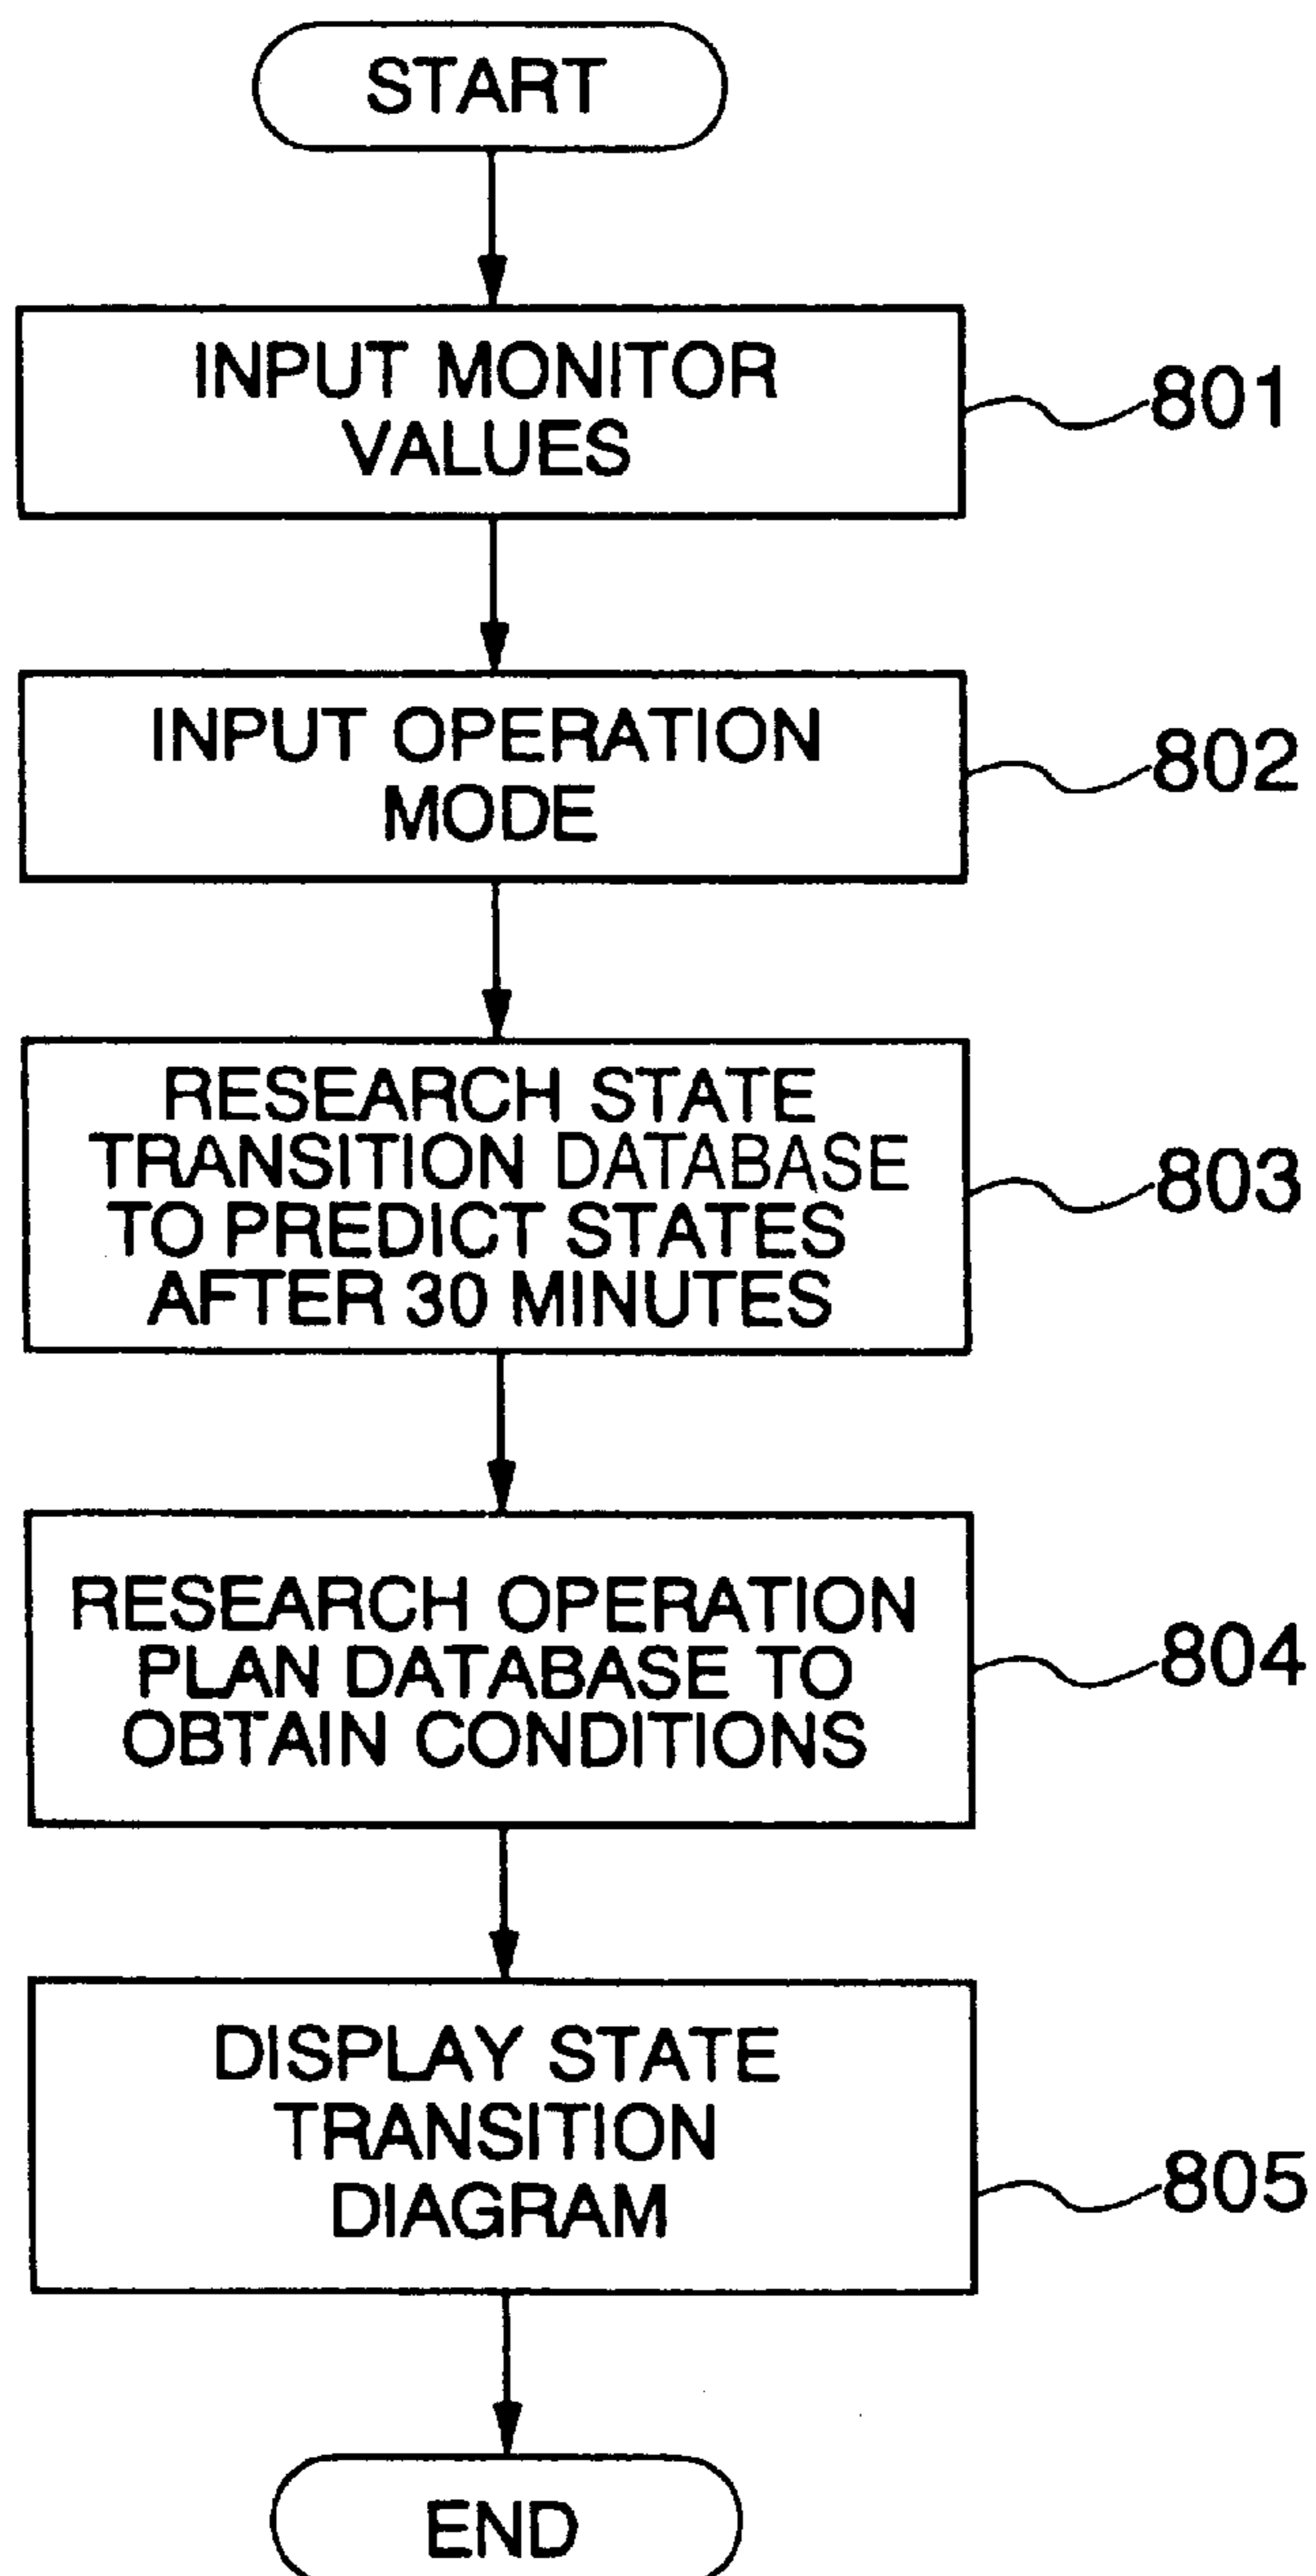 START
INPUT MONITOR
VALUES
801
INPUT OPERATION
MODE
802
RESEARCH STATE
TRANSITION DATABASE
TO PREDICT STATES
AFTER 30 MINUTES
803
RESEARCH OPERATION
PLAN DATABASE TO
OBTAIN CONDITIONS
804
DISPLAY STATE
TRANSITION
DIAGRAM
805
END